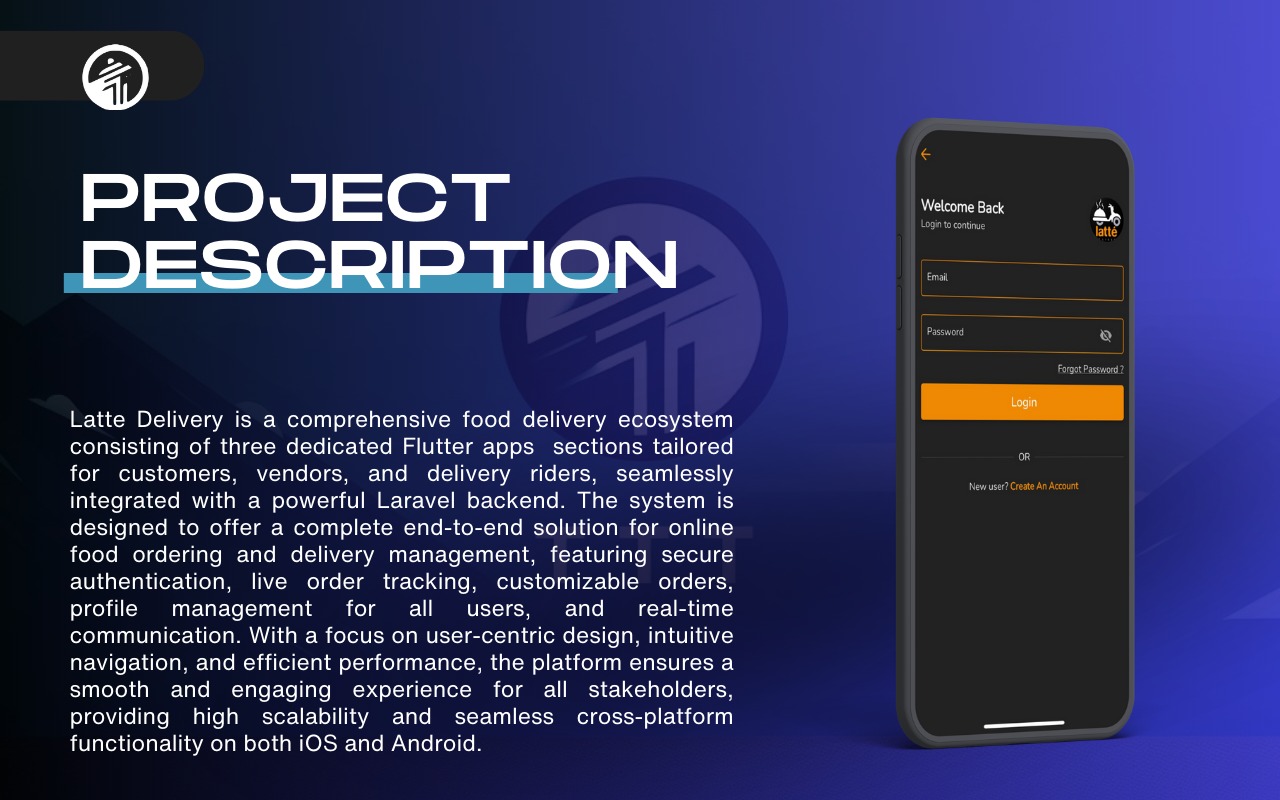 PROJECT
DESCRIPTION
Latte Delivery is a comprehensive food delivery ecosystem
consisting of three dedicated Flutter apps  sections tailored
for customers, vendors, and delivery riders, seamlessly
integrated with a powerful Laravel backend. The system is
designed to offer a complete end-to-end solution for online
food ordering and delivery management, featuring secure
authentication, live order tracking, customizable orders,
profile management for all users, and real-time
communication. With a focus on user-centric design, intuitive
navigation, and efficient performance, the platform ensures a
smooth and engaging experience for all stakeholders,
providing high scalability and seamless cross-platform
functionality on both iOS and Android.
TTT
Welcome Back
Login to continue
latte
Email
Password
Forgot Password ?
Login
OR
New user? Create An Account